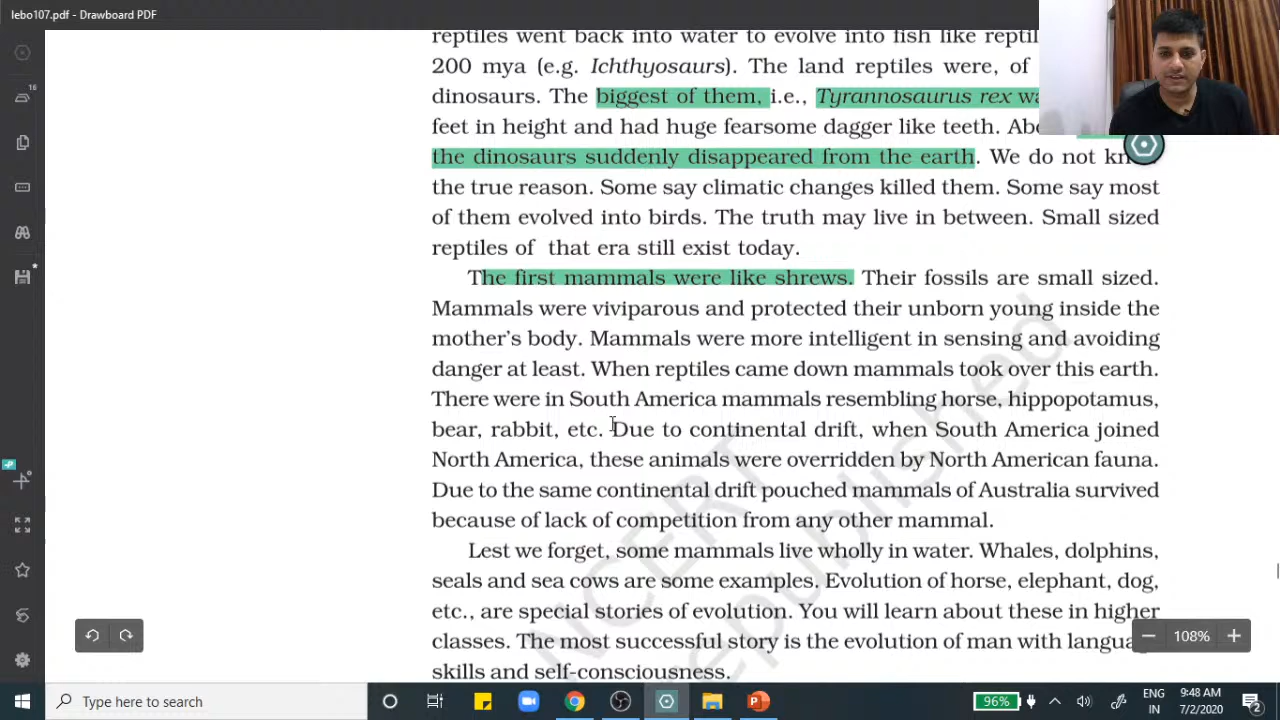 lebo107.pdf - Drawboard PDF
reptiles went back into water to evolve into fish like
200 mya (e.g. Ichthyosaurs). The land reptiles were, of
dinosaurs. The biggest of them, i.e., Tyrannosaurus rex
feet in height and had huge fearsome dagger like teeth.
the dinosaurs suddenly disappeared from the earth. We do not
the true reason. Some say climatic changes killed them. Some say most
of them evolved into birds. The truth may live in between. Small sized
reptiles of that era still exist today.
The first mammals were like shrews. Their fossils are small sized.
Mammals were viviparous and protected their unborn young inside the
mother's body. Mammals were more intelligent in sensing and avoiding
danger at least. When reptiles came down mammals took over this earth.
There were in South America mammals resembling horse, hippopotamus,
bear, rabbit, etc. Due to continental drift, when South America joined
North America, these animals were overridden by North American fauna.
Due to the same continental drift pouched mammals of Australia survived
because of lack of competition from any other mammal.
Lest we forget, some mammals live wholly in water. Whales, dolphins,
seals and sea cows are some examples. Evolution of horse, elephant, dog,
etc., are special stories of evolution. You will learn about these in higher
classes. The most successful story is the evolution of man with
skills and self-consciousness.
NCERT
republished
18
108%
Type here to search
96%
ENG
IN
9:48 AM
7/2/2020
2